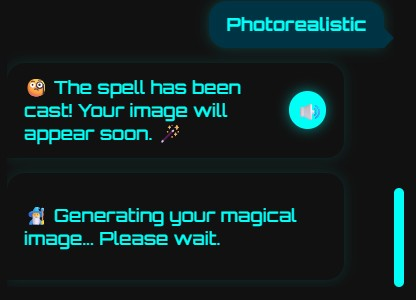 Photorealistic
🧐 The spell has been
cast! Your image will
appear soon. 🪄
🧙‍♂️ Generating your magical
image... Please wait.